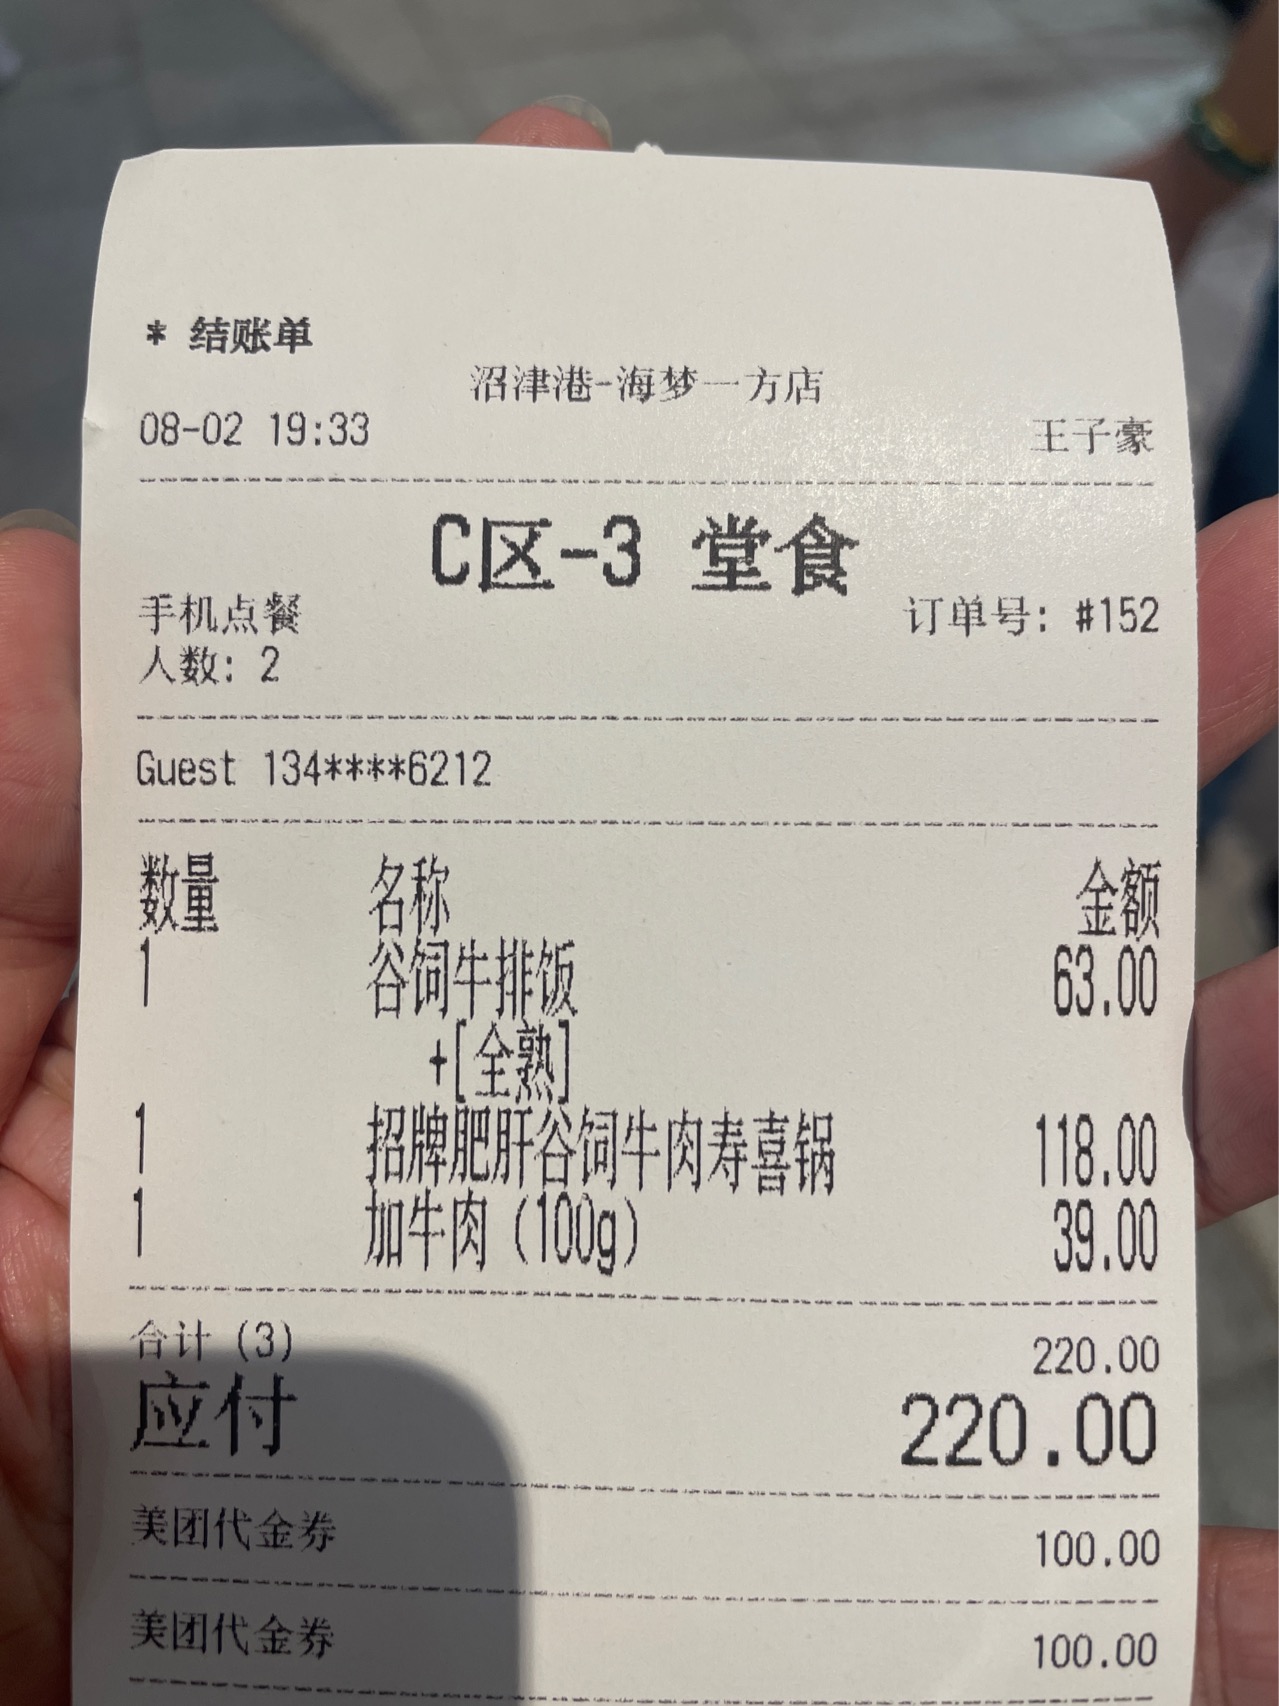 * 结账单
沼津港-海梦一方店
08-02 19:33 王子豪
C区-3 堂食
手机点餐 订单号: #152
人数: 2
Guest 134****6212
数量 名称 金额
1 谷饲牛排饭 63.00
+[全熟]
1 招牌肥肝谷饲牛肉寿喜锅 118.00
1 加牛肉(100g) 39.00
合计(3) 220.00
应付 220.00
美团代金券 100.00
美团代金券 100.00